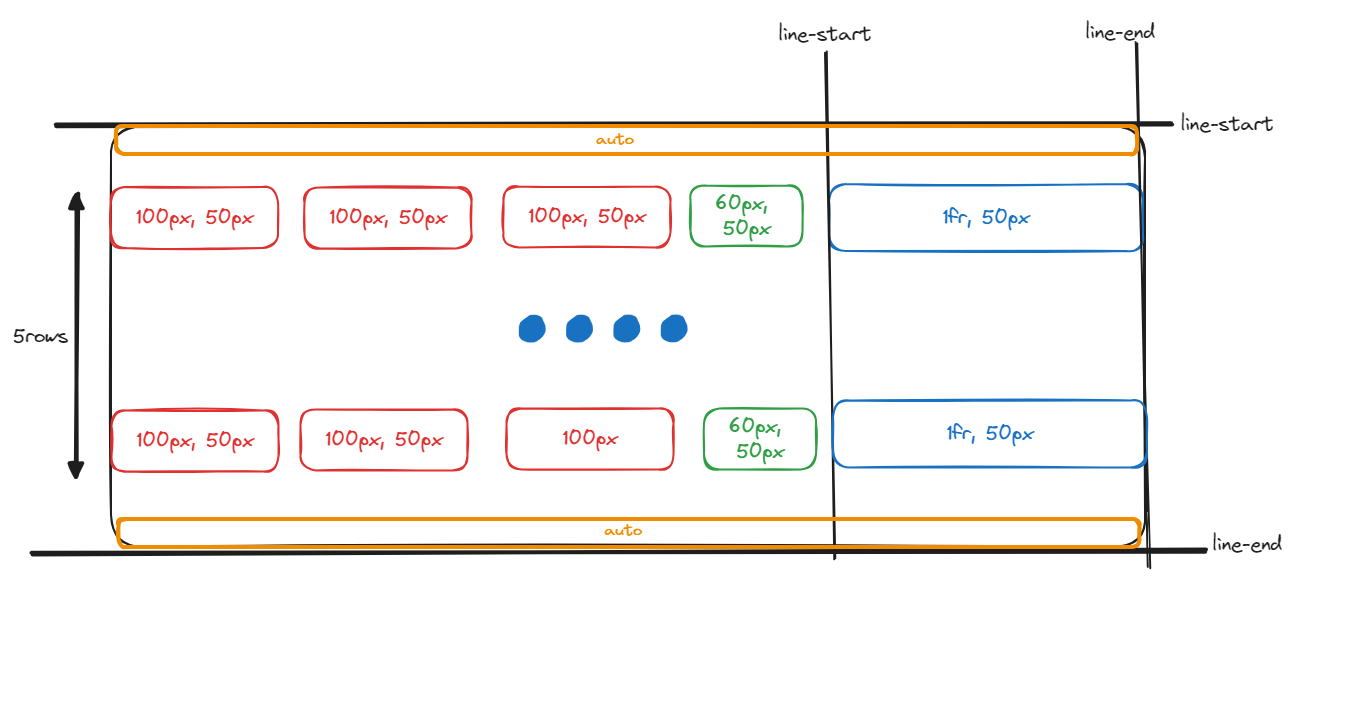 line-start
line-end
line-start
auto
100px, 50px
100px, 50px
100px, 50px
60px,
50px
1fr, 50px
5rows
100px, 50px
100px, 50px
100px
60px,
50px
1fr, 50px
auto
line-end